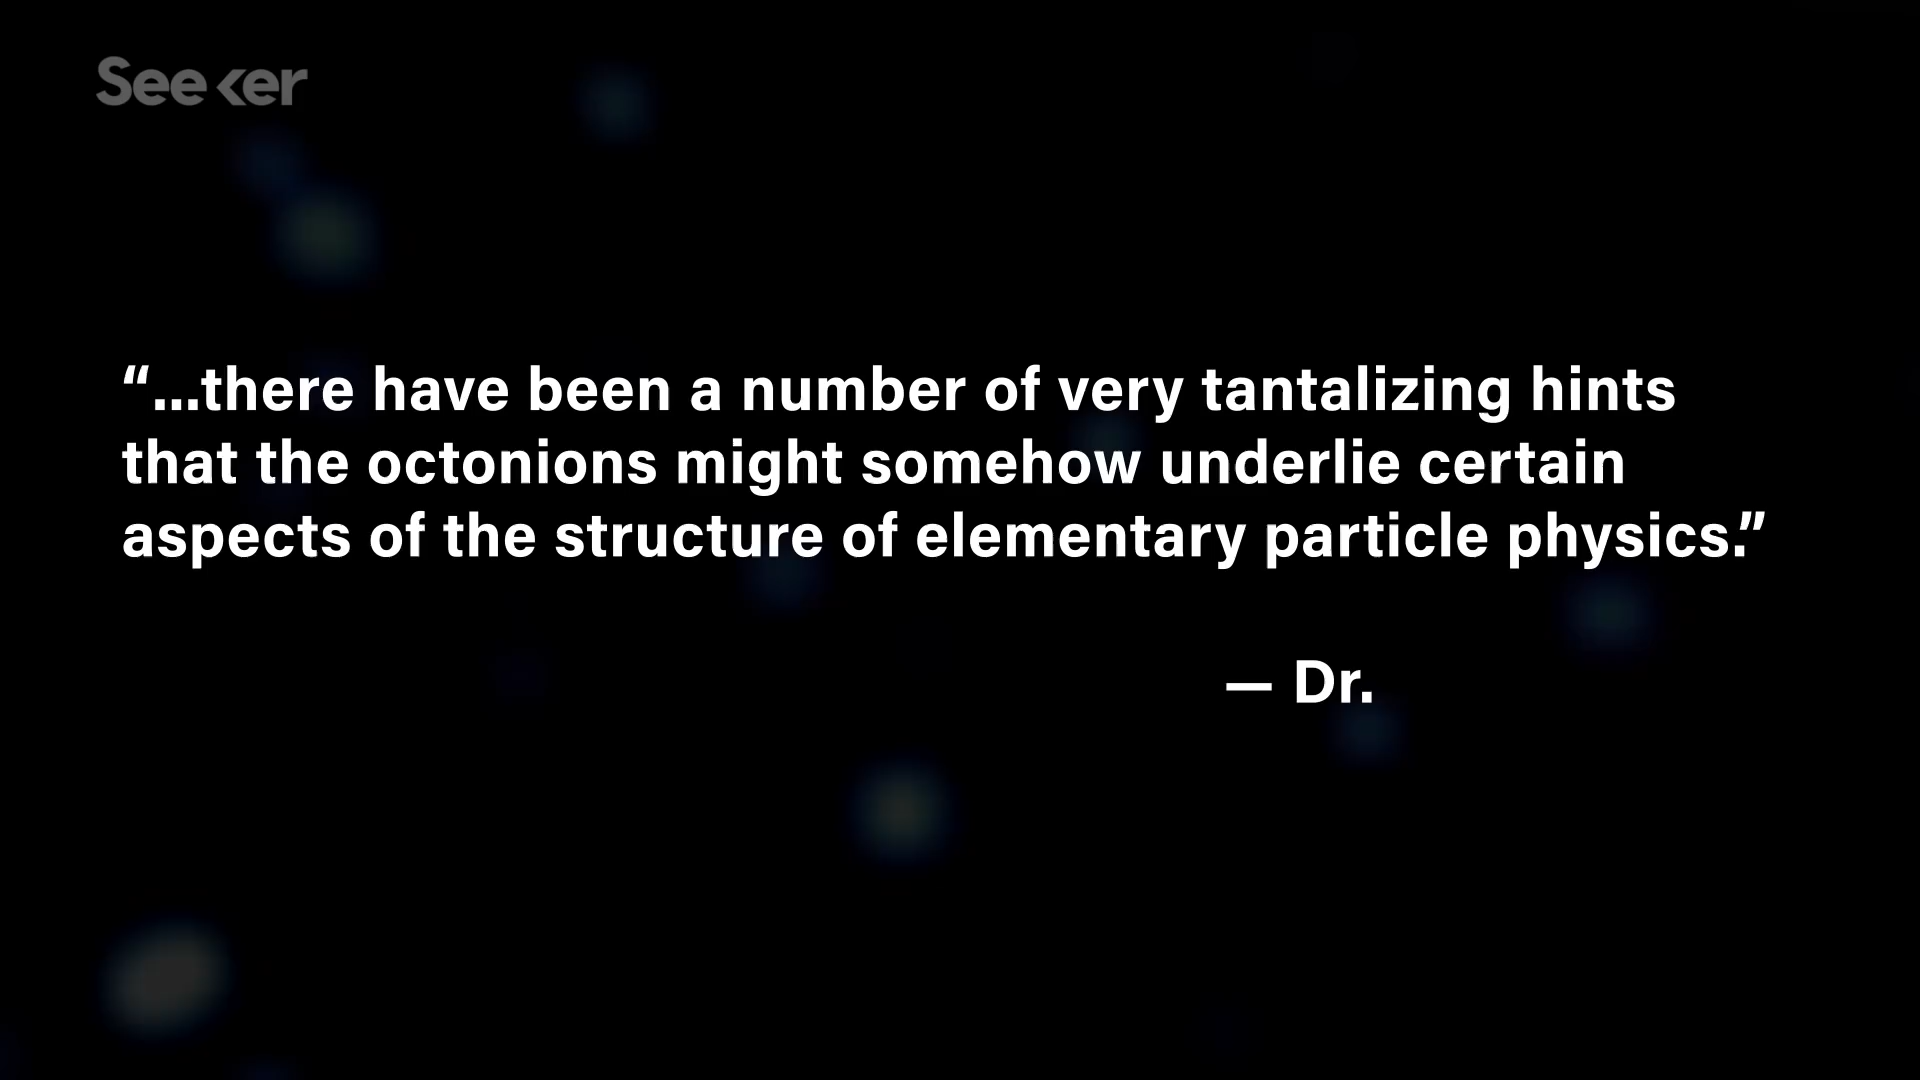 Seeker
“...there have been a number of very tantalizing hints
that the octonions might somehow underlie certain
aspects of the structure of elementary particle physics.”
— Dr.